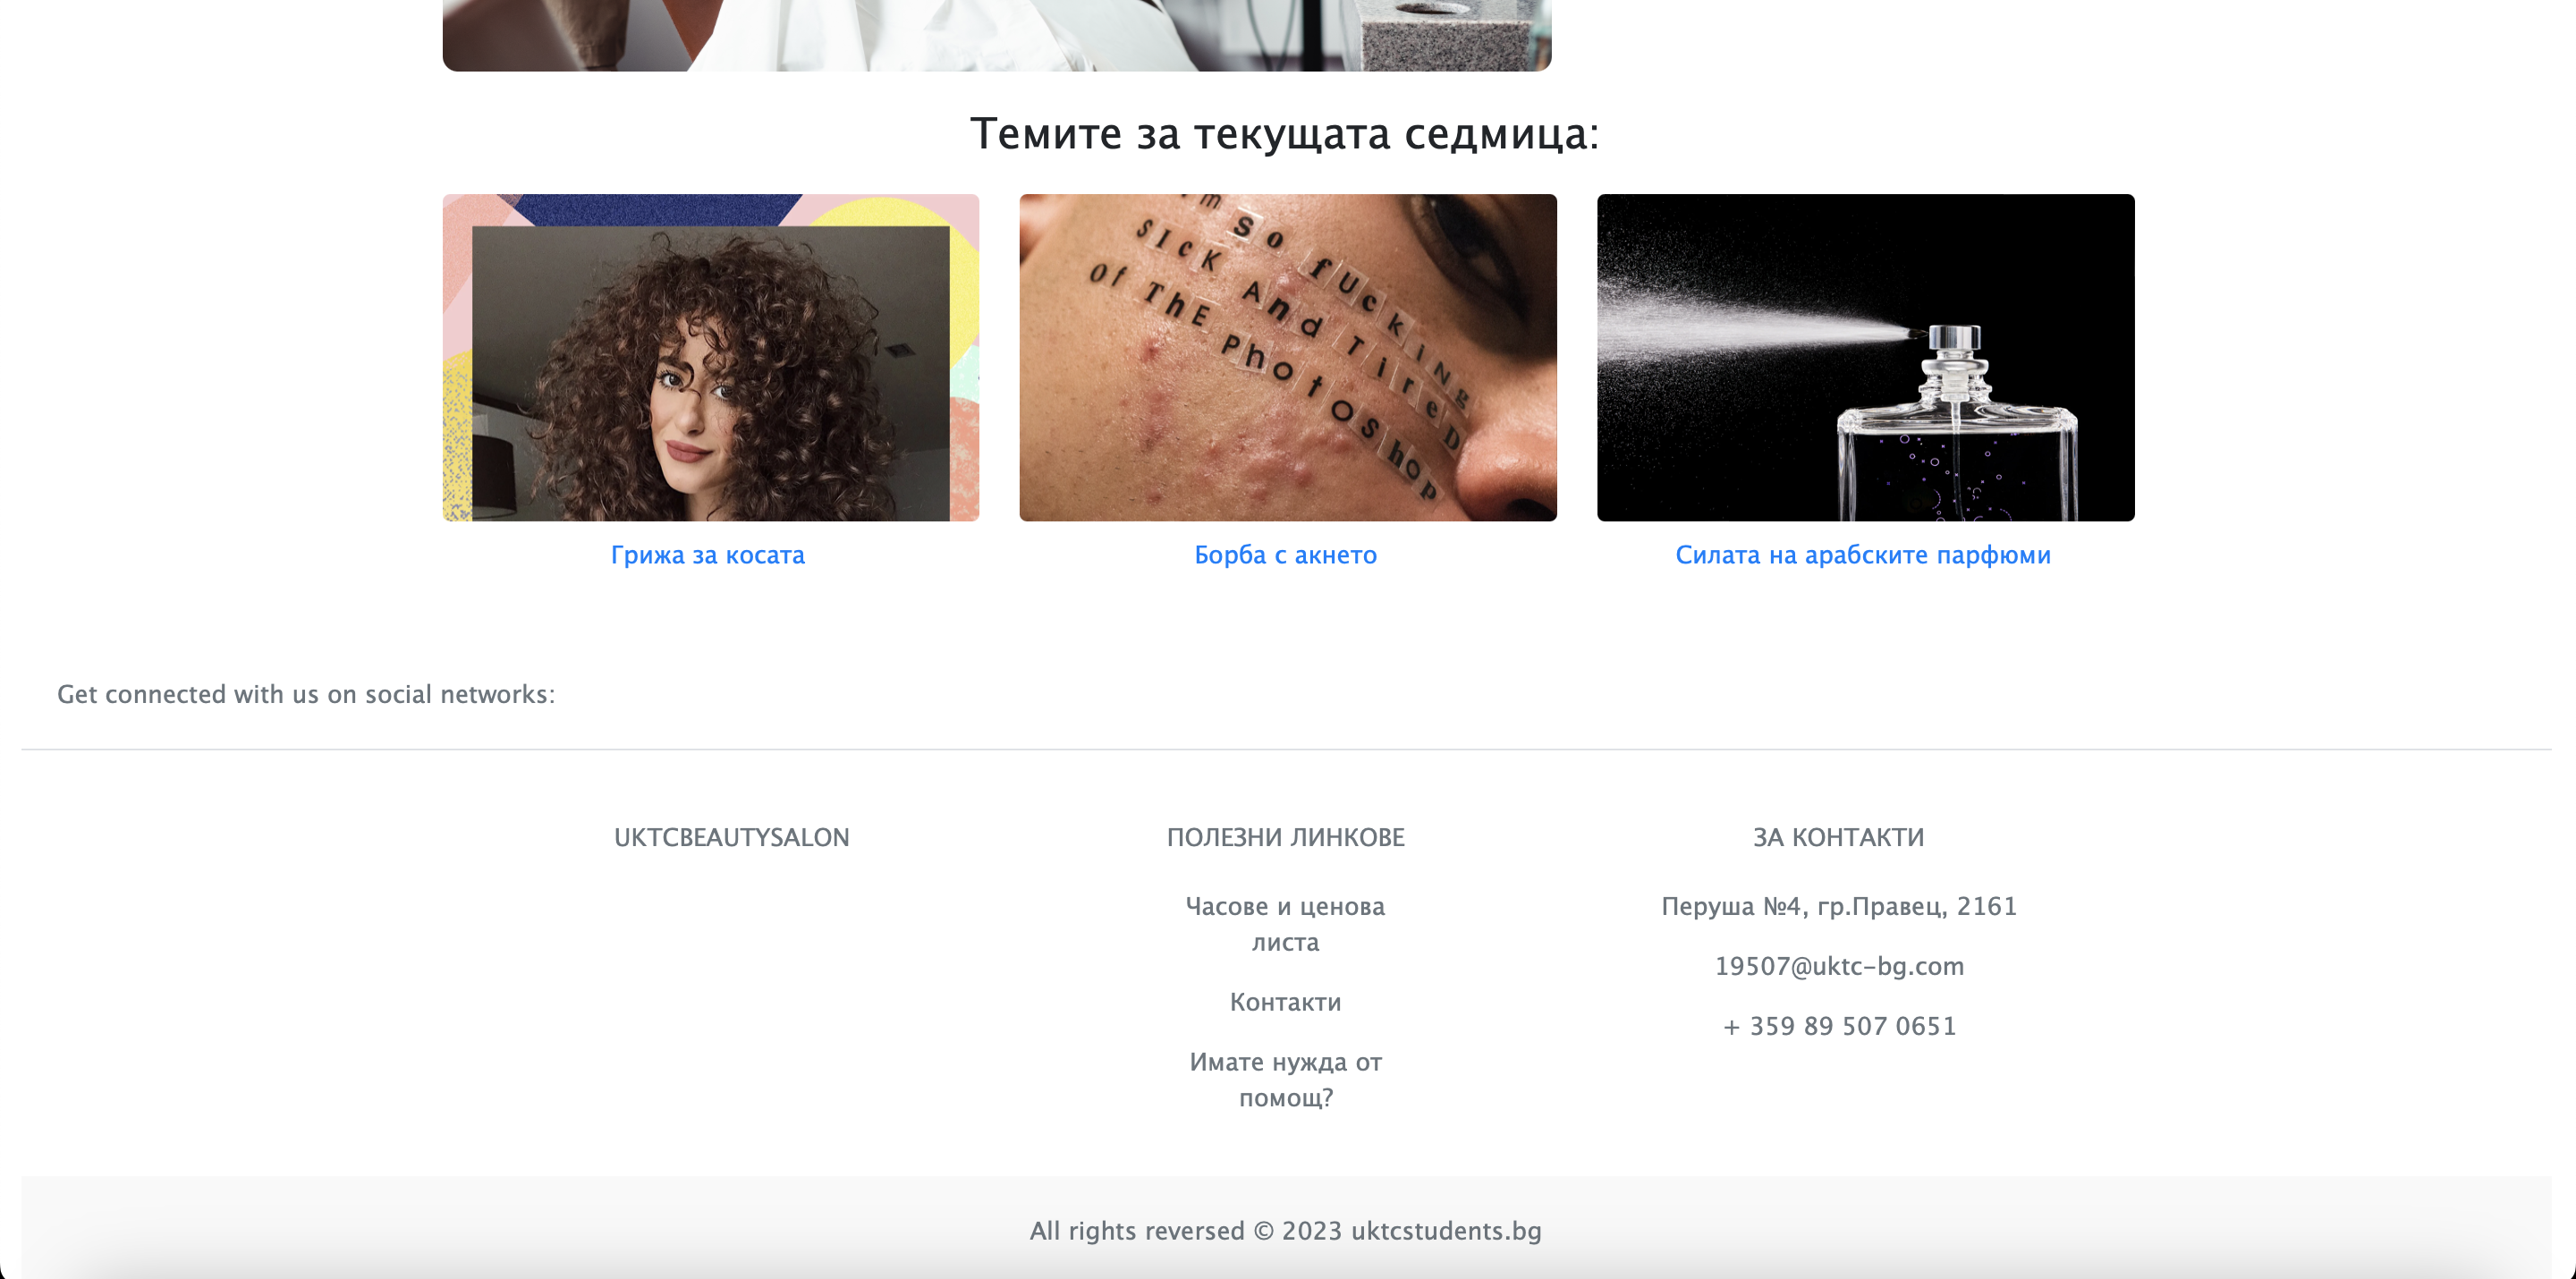 Темите за текущата седмица:
m
so fUcking
SIcK And TireD
Of ThE PhoToShop
Грижа за косата
Борба с акнето
Силата на арабските парфюми
Get connected with us on social networks:
UKTCBEAUTYSALON
ПОЛЕЗНИ ЛИНКОВЕ
Часове и ценова
листа
Контакти
Имате нужда от
помощ?
ЗА КОНТАКТИ
Перуша №4, гр.Правец, 2161
19507@uktc-bg.com
+ 359 89 507 0651
All rights reversed © 2023 uktcstudents.bg